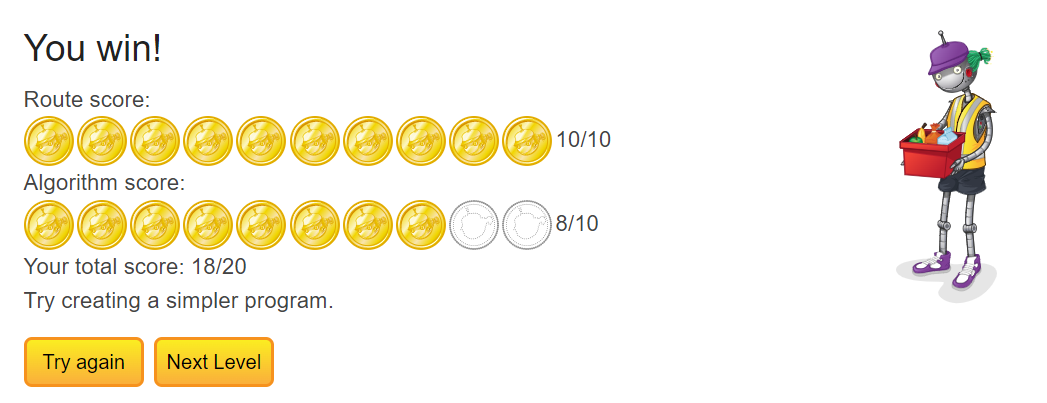 You win!
Route score:
10/10
Algorithm score:
8/10
Your total score: 18/20
Try creating a simpler program.
Try again
Next Level